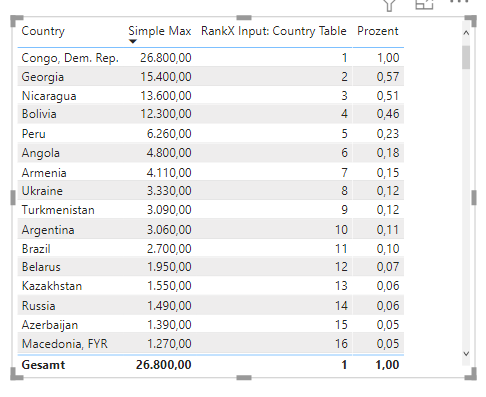 Country Simple Max RankX Input: Country Table Prozent
Congo, Dem. Rep. 26.800,00 1 1,00
Georgia 15.400,00 2 0,57
Nicaragua 13.600,00 3 0,51
Bolivia 12.300,00 4 0,46
Peru 6.260,00 5 0,23
Angola 4.800,00 6 0,18
Armenia 4.110,00 7 0,15
Ukraine 3.330,00 8 0,12
Turkmenistan 3.090,00 9 0,12
Argentina 3.060,00 10 0,11
Brazil 2.700,00 11 0,10
Belarus 1.950,00 12 0,07
Kazakhstan 1.550,00 13 0,06
Russia 1.490,00 14 0,06
Azerbaijan 1.390,00 15 0,05
Macedonia, FYR 1.270,00 16 0,05
Gesamt 26.800,00 1 1,00